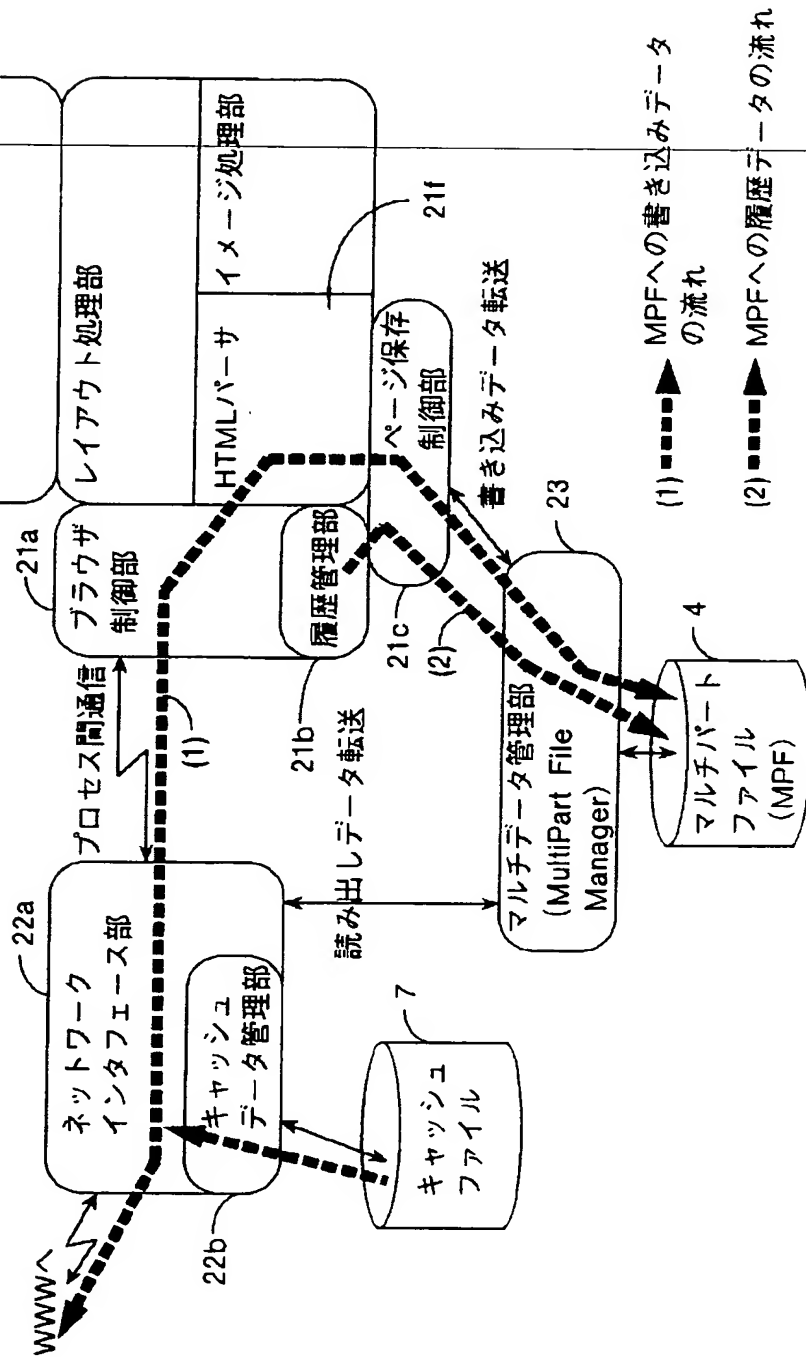 WWWへ
22a
ネットワーク
インタフェース部
キャッシュ
データ管理部
22b
7
キャッシュ
ファイル
プロセス間通信
(1)
読み出しデータ転送
21a
ブラウザ
制御部
履歴管理部
21b
レイアウト処理部
HTMLパーサ
イメージ処理部
21f
ページ保存
制御部
21c
(2)
書き込みデータ転送
23
マルチデータ管理部
(MultiPart File
Manager)
4
マルチパート
ファイル
(MPF)
(1) MPFへの書き込みデータ
の流れ
(2) MPFへの履歴データの流れ